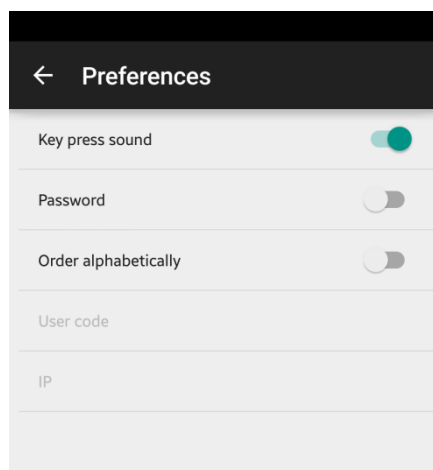 Preferences
Key press sound
Password
Order alphabetically
User code
IP